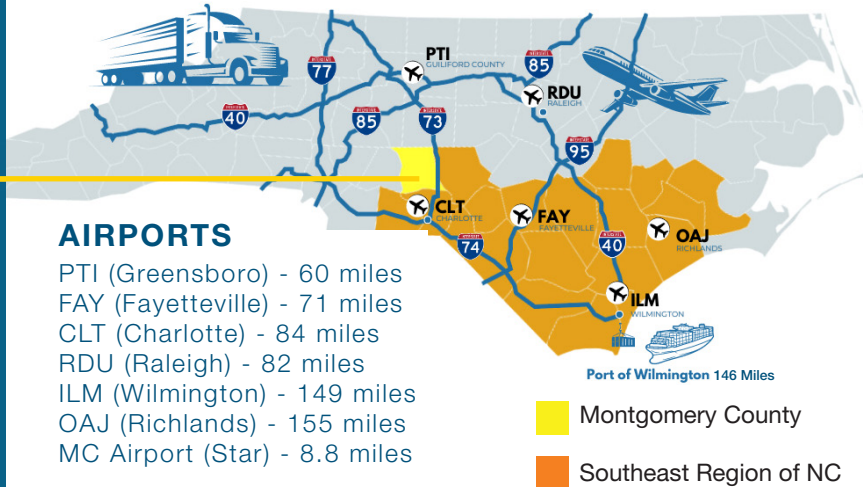 PTI
GUILIFORD COUNTY
77
85
RDU
RALEIGH
40
85
73
95
CLT
CHARLOTTE
FAY
FAYETTEVILLE
OAJ
RICHLANDS
74
40
ILM
WILMINGTON
Port of Wilmington 146 Miles
AIRPORTS
PTI (Greensboro) - 60 miles
FAY (Fayetteville) - 71 miles
CLT (Charlotte) - 84 miles
RDU (Raleigh) - 82 miles
ILM (Wilmington) - 149 miles
OAJ (Richlands) - 155 miles
MC Airport (Star) - 8.8 miles
Montgomery County
Southeast Region of NC